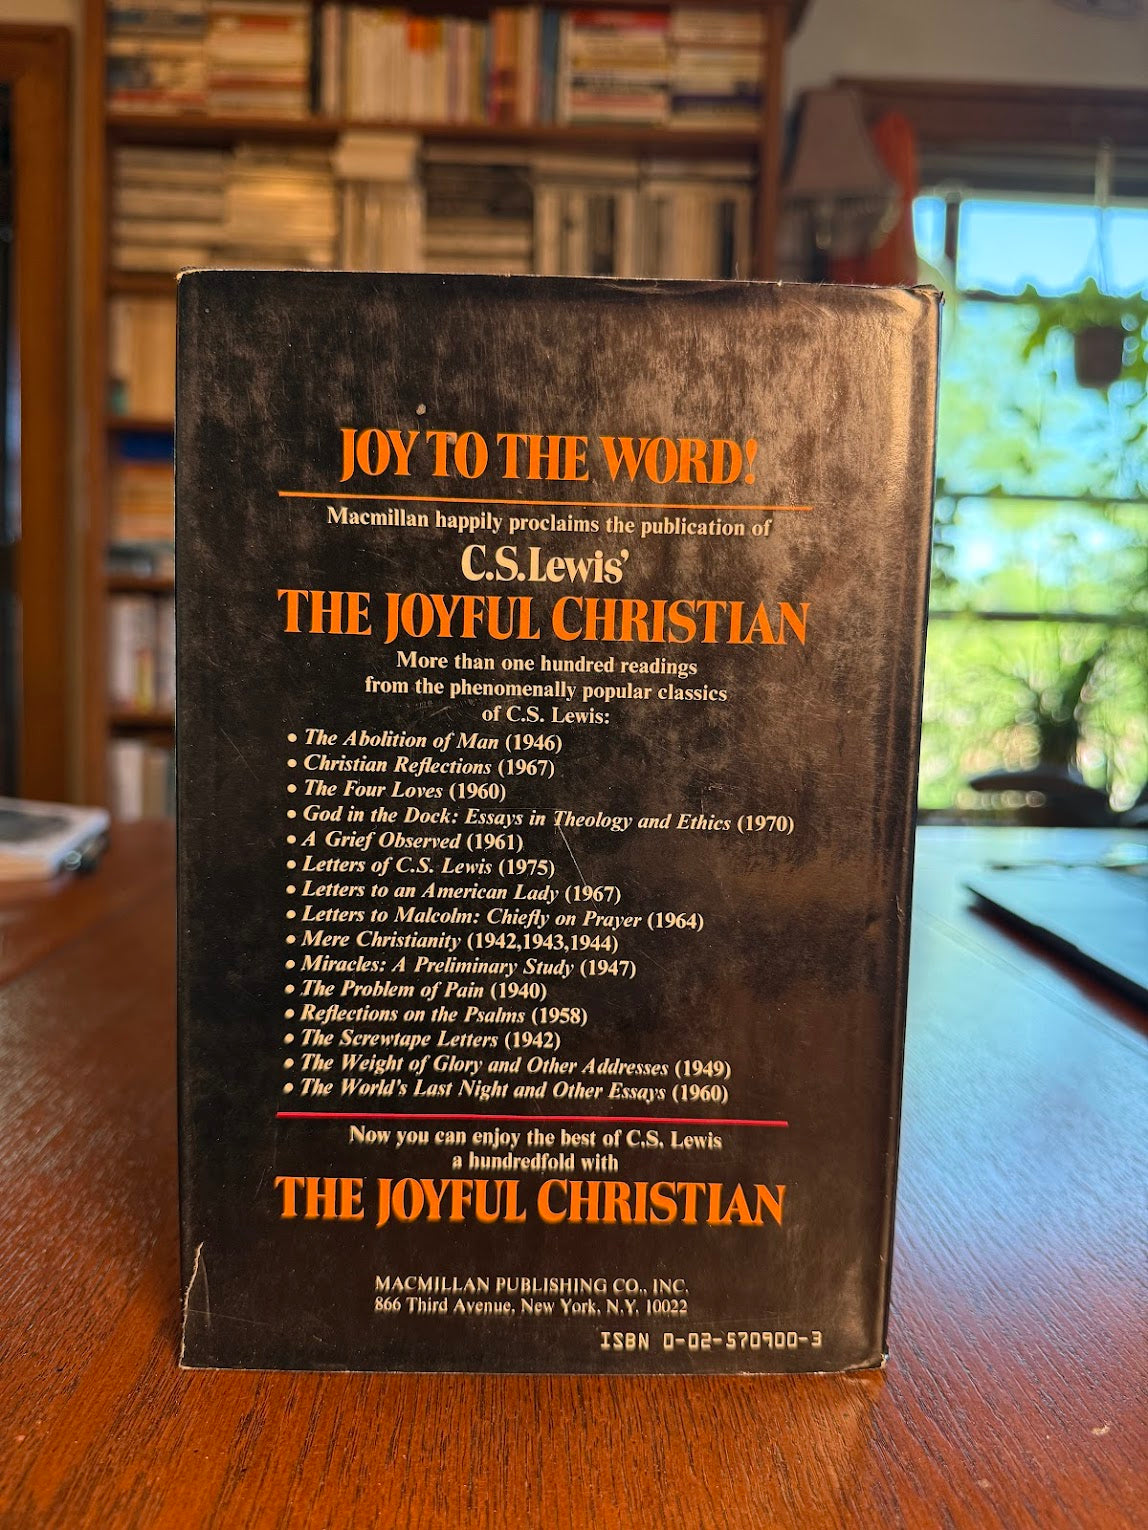 JOY TO THE WORD!
Macmillan happily proclaims the publication of
C.S.Lewis'
THE JOYFUL CHRISTIAN
More than one hundred readings
from the phenomenally popular classics
of C.S. Lewis:
• The Abolition of Man (1946)
• Christian Reflections (1967)
• The Four Loves (1960)
• God in the Dock: Essays in Theology and Ethics (1970)
• A Grief Observed (1961)
• Letters of C.S. Lewis (1975)
• Letters to an American Lady (1967)
• Letters to Malcolm: Chiefly on Prayer (1964)
• Mere Christianity (1942,1943,1944)
• Miracles: A Preliminary Study (1947)
• The Problem of Pain (1940)
• Reflections on the Psalms (1958)
• The Screwtape Letters (1942)
• The Weight of Glory and Other Addresses (1949)
• The World's Last Night and Other Essays (1960)
Now you can enjoy the best of C.S. Lewis
a hundredfold with
THE JOYFUL CHRISTIAN
MACMILLAN PUBLISHING CO., INC.
866 Third Avenue, New York, N.Y. 10022
ISBN 0-02-570900-3